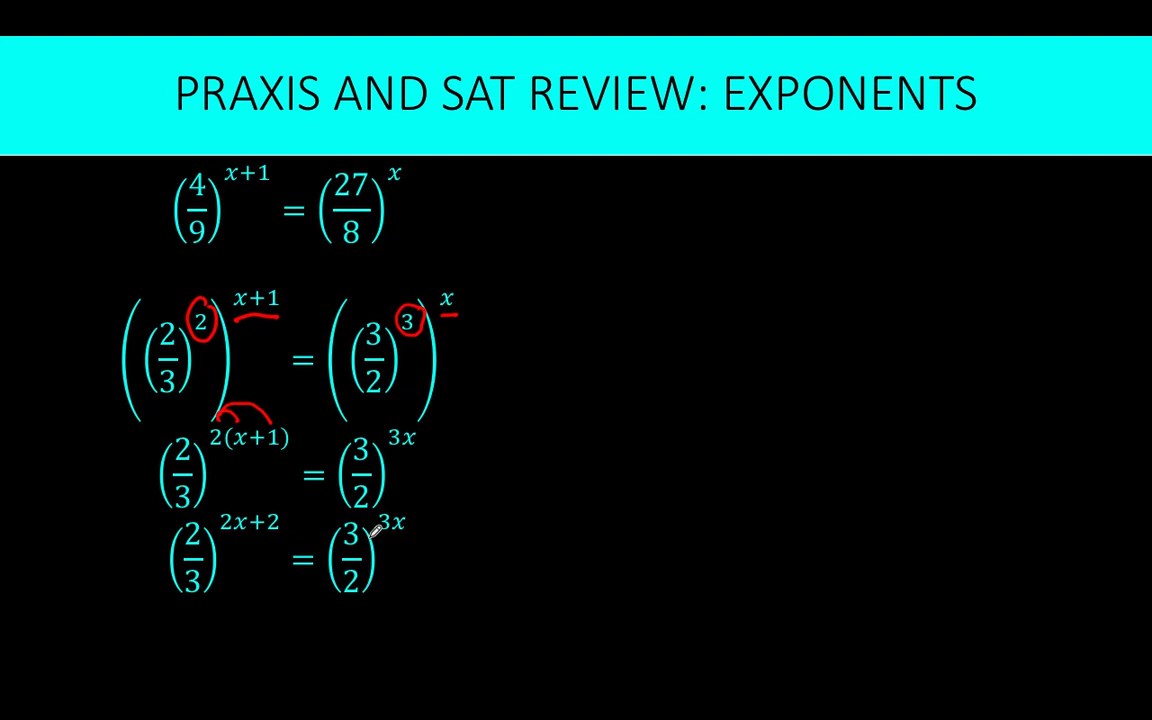 PRAXIS AND SAT REVIEW: EXPONENTS
(4/9)^(x+1) = (27/8)^x
((2/3)^2)^(x+1) = ((3/2)^3)^x
(2/3)^(2(x+1)) = (3/2)^(3x)
(2/3)^(2x+2) = (3/2)^(3x)